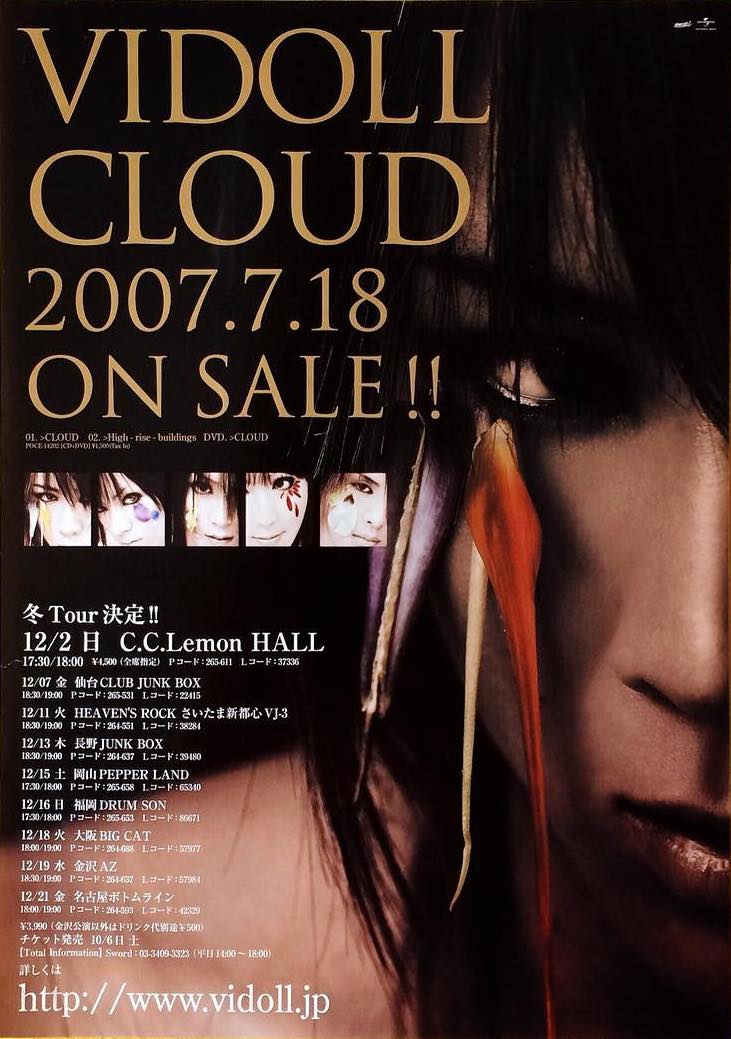 VIDOLL
CLOUD
2007.7.18
ON SALE !!
01. >CLOUD 02. >High - rise - buildings DVD. >CLOUD
POCE-14202 [CD+DVD] ¥1,500(Tax in)
冬Tour決定!!
12/2 日 C.C.Lemon HALL
17:30/18:00 ¥4,500 (全席指定) Pコード:265-611 Lコード:37336
12/07 金 仙台CLUB JUNK BOX
18:30/19:00 Pコード:265-531 Lコード:22415
12/11 火 HEAVEN'S ROCK さいたま新都心VJ-3
18:30/19:00 Pコード:264-551 Lコード:38284
12/13 木 長野JUNK BOX
18:30/19:00 Pコード:264-637 Lコード:39480
12/15 土 岡山PEPPER LAND
17:30/18:00 Pコード:265-658 Lコード:65340
12/16 日 福岡DRUM SON
17:30/18:00 Pコード:265-653 Lコード:86671
12/18 火 大阪BIG CAT
18:00/19:00 Pコード:264-688 Lコード:57977
12/19 水 金沢AZ
18:30/19:00 Pコード:264-637 Lコード:57984
12/21 金 名古屋ボトムライン
18:00/19:00 Pコード:264-593 Lコード:42329
¥3,990 (金沢公演以外はドリンク代別途¥500)
チケット発売 10/6日 土
[Total Information] Sword:03-3409-3323 (平日14:00～18:00)
詳しくは
http://www.vidoll.jp